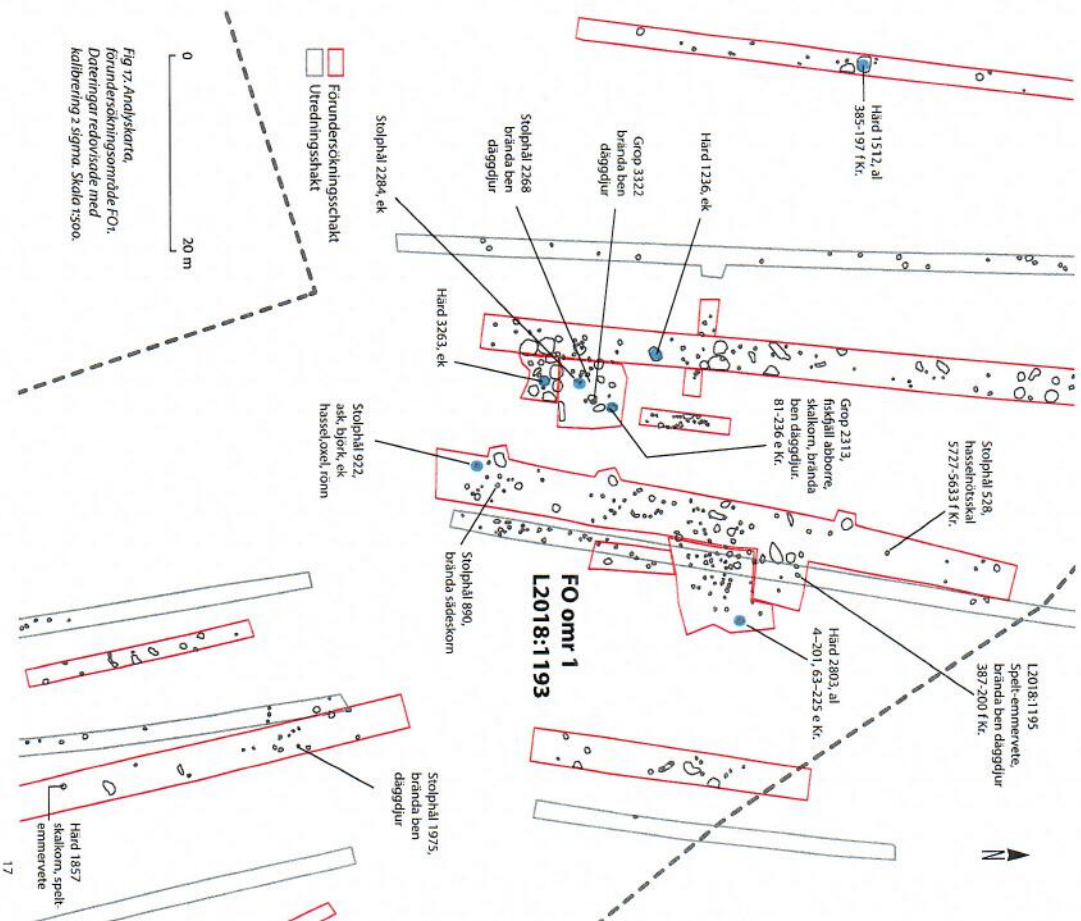 Härd 1512, al
385-197 f Kr.
Härd 1236, ek
Grop 3322
brända ben
däggdjur
Stolphål 2268
brända ben
däggdjur
Stolphål 2284, ek
Förundersökningsschakt
Utredningsshakt
0
20 m
Fig 17. Analyskarta,
förundersökningsområde FO1.
Dateringar redovisade med
kalibrering 2 sigma. Skala 1:500.
Härd 3263, ek
Grop 2313,
fiskfjäll abborre,
skalkorn, brända
ben däggdjur.
81-236 e Kr.
Stolphål 922,
ask, björk, ek
hassel,oxel, rönn
Stolphål 528,
hasselnötsskal
5727-5633 f Kr.
Stolphål 890,
brända sädeskorn
FO omr 1
L2018:1193
Härd 2803, al
4–201, 63–225 e Kr.
L2018:1195
Spelt-emmervete,
brända ben däggdjur
387-200 f Kr.
Stolphål 1975,
brända ben
däggdjur
Härd 1857
skalkorn, spelt-
emmervete
N
17